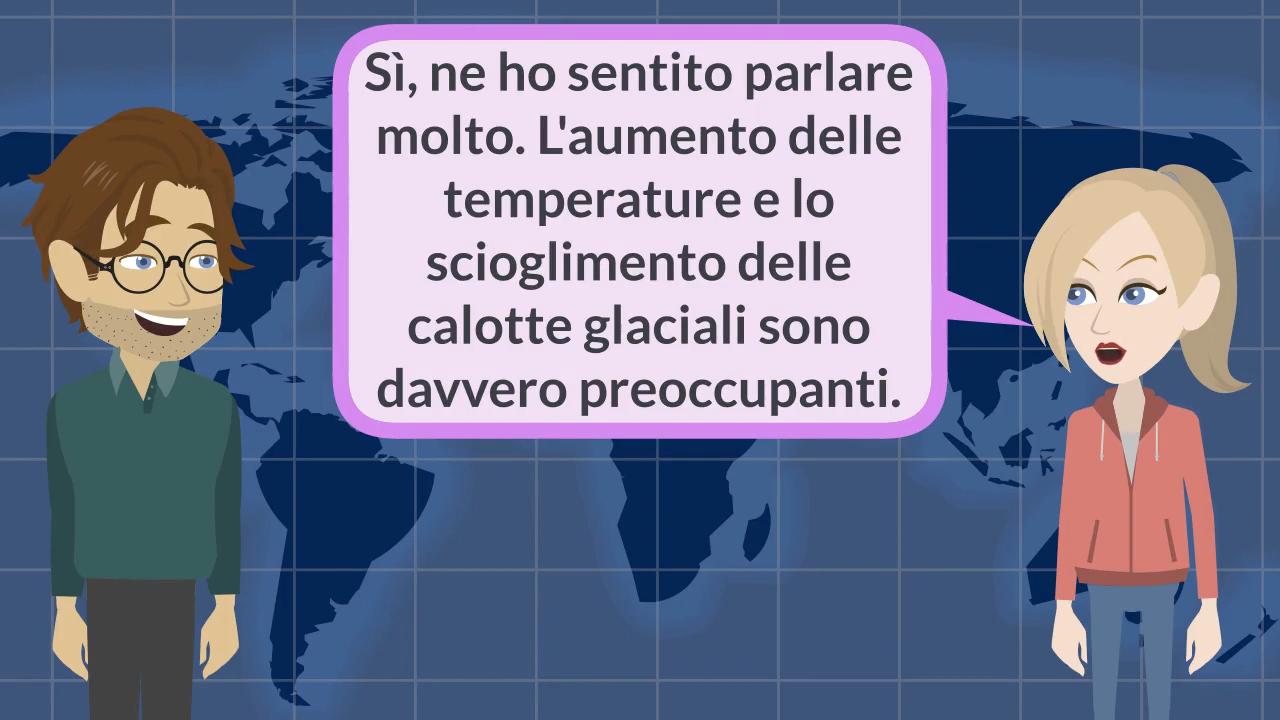 Sì, ne ho sentito parlare
molto. L'aumento delle
temperature e lo
scioglimento delle
calotte glaciali sono
davvero preoccupanti.